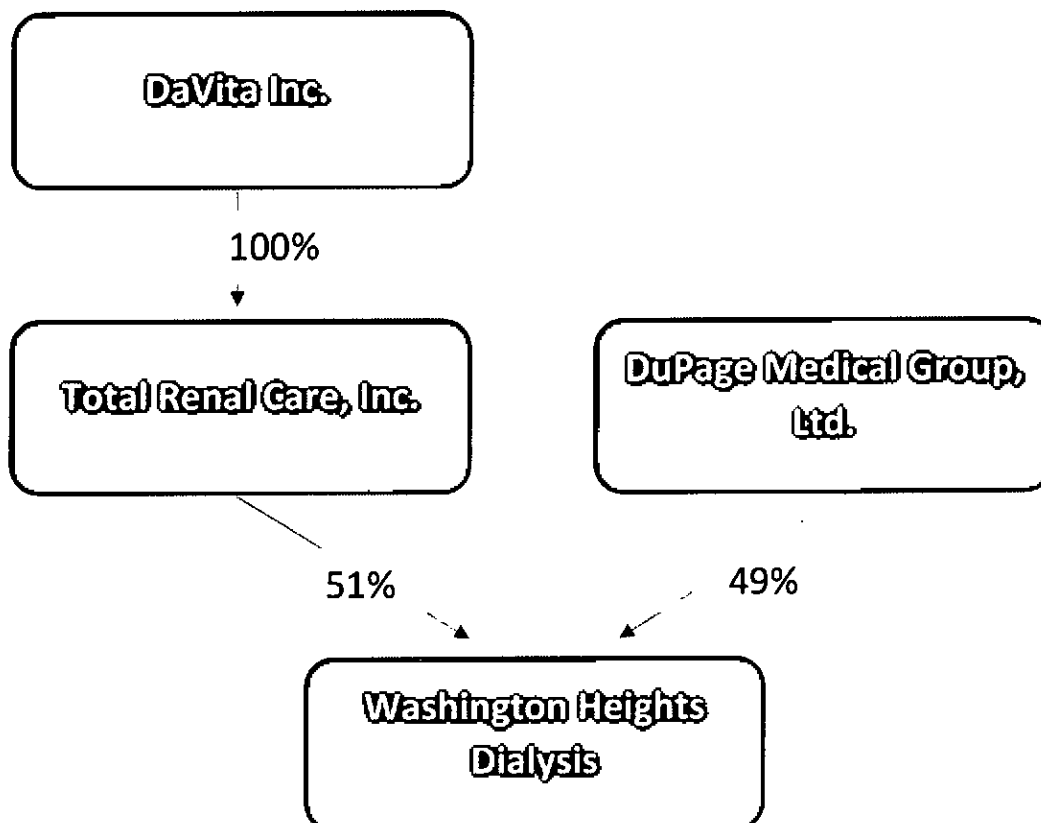 DaVita Inc.
100%
Total Renal Care, Inc.
DuPage Medical Group,
Ltd.
51%
49%
Washington Heights
Dialysis